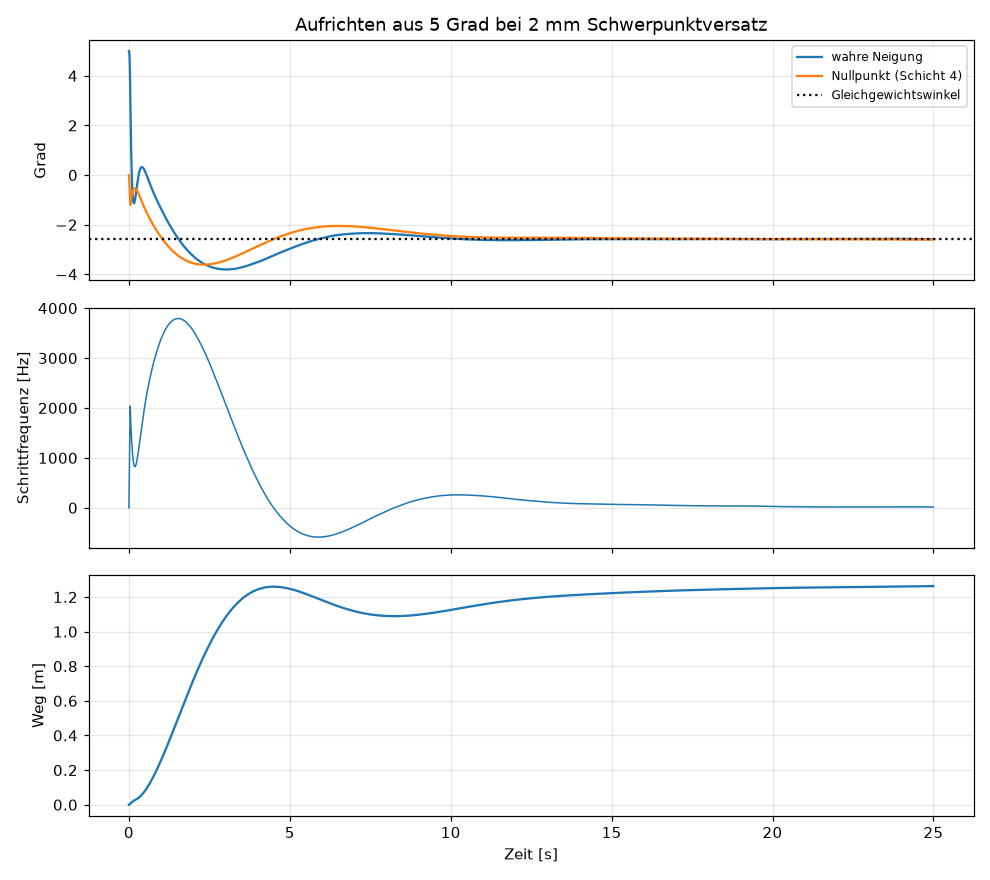 Aufrichten aus 5 Grad bei 2 mm Schwerpunktversatz
wahre Neigung
Nullpunkt (Schicht 4)
Gleichgewichtswinkel
Grad
4
2
0
−2
−4
Schrittfrequenz [Hz]
4000
3000
2000
1000
0
Weg [m]
1.2
1.0
0.8
0.6
0.4
0.2
0.0
0 5 10 15 20 25
Zeit [s]